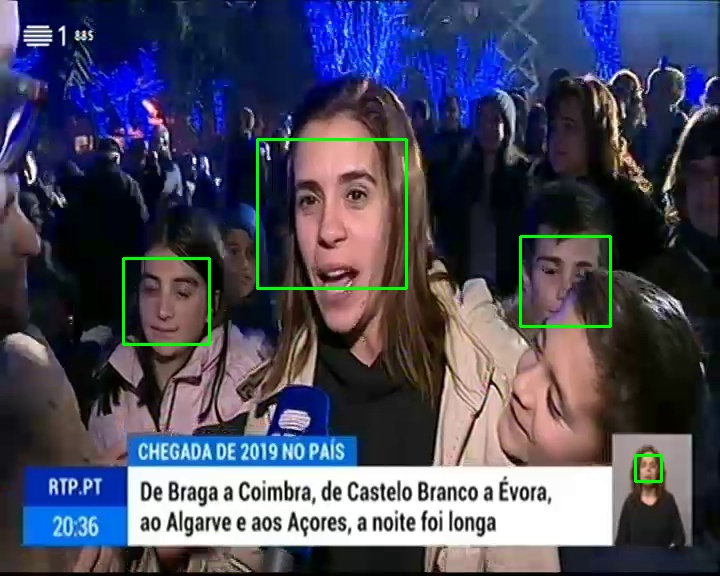 1 885
CHEGADA DE 2019 NO PAÍS
RTP.PT
De Braga a Coimbra, de Castelo Branco a Évora,
20:36
ao Algarve e aos Açores, a noite foi longa